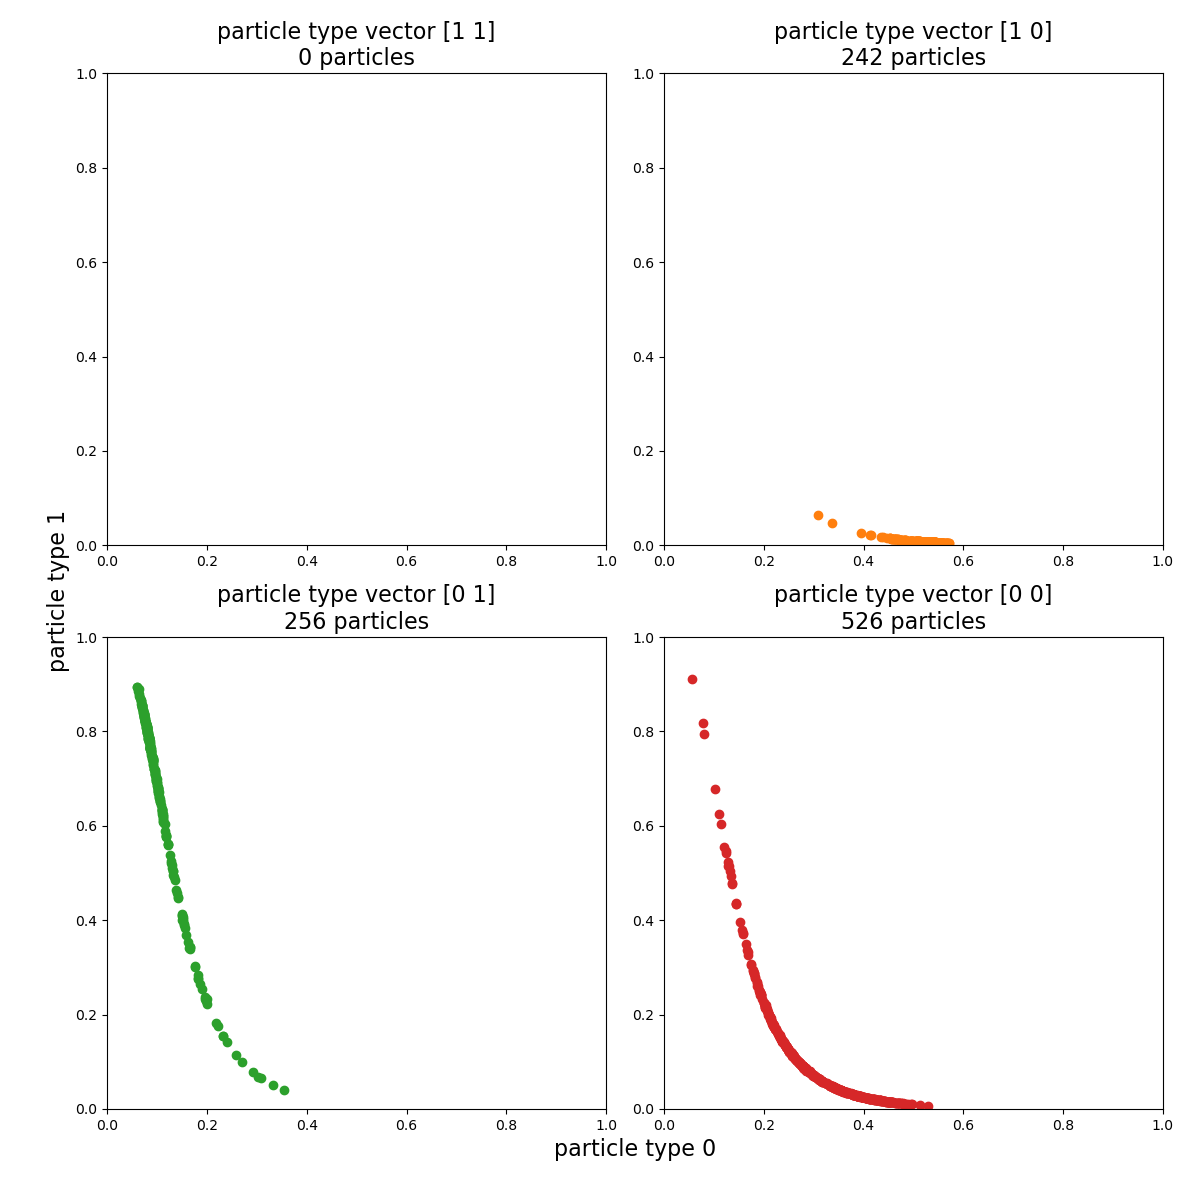 particle type vector [1 1]
0 particles
1.0
0.8
0.6
0.4
0.2
0.0
0.0 0.2 0.4 0.6 0.8 1.0
particle type vector [1 0]
242 particles
1.0
0.8
0.6
0.4
0.2
0.0
0.0 0.2 0.4 0.6 0.8 1.0
particle type 1
particle type vector [0 1]
256 particles
1.0
0.8
0.6
0.4
0.2
0.0
0.0 0.2 0.4 0.6 0.8 1.0
particle type vector [0 0]
526 particles
1.0
0.8
0.6
0.4
0.2
0.0
0.0 0.2 0.4 0.6 0.8 1.0
particle type 0